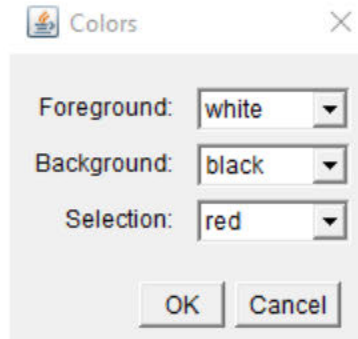 Colors
Foreground: white
Background: black
Selection: red
OK Cancel